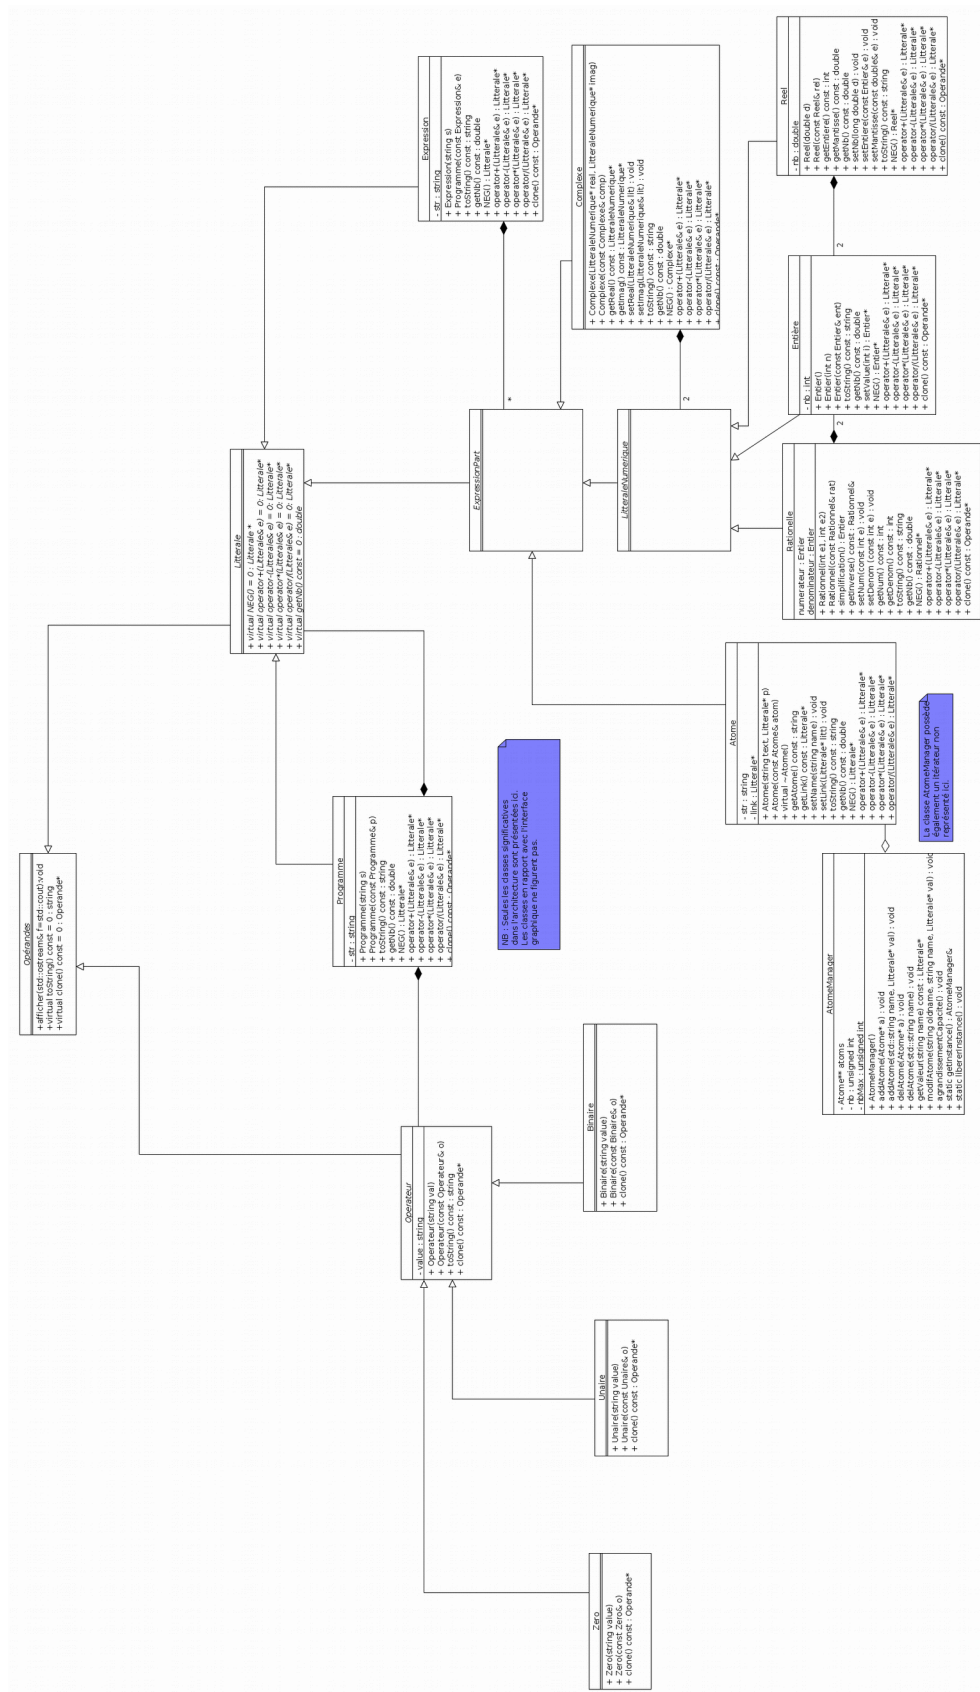 Opérandes
+afficher(std::ostream& f=std::cout):void
+virtual toString() const = 0 : string
+virtual clone() const = 0 : Operande*
Litterale
+ virtual NEG() = 0 : Litterale *
+ virtual operator+(Litterale& e) = 0: Litterale*
+ virtual operator-(Litterale& e) = 0: Litterale*
+ virtual operator*(Litterale& e) = 0: Litterale*
+ virtual operator/(Litterale& e) = 0: Litterale*
+ virtual getNb() const = 0 : double
Expression
- str : string
+ Expression(string s)
+ Programme(const Expression& e)
+ toString() const : string
+ getNb() const : double
+ NEG() : Litterale*
+ operator+(Litterale& e) : Litterale*
+ operator-(Litterale& e) : Litterale*
+ operator*(Litterale& e) : Litterale*
+ operator/(Litterale& e) : Litterale*
+ clone() const : Operande*
Programme
- str : string
+ Programme(string s)
+ Programme(const Programme& p)
+ toString() const : string
+ getNb() const : double
+ NEG() : Litterale*
+ operator+(Litterale& e) : Litterale*
+ operator-(Litterale& e) : Litterale*
+ operator*(Litterale& e) : Litterale*
+ operator/(Litterale& e) : Litterale*
+ clone() const : Operande*
Operateur
- value : string
+ Operateur(string val)
+ Operateur(const Operateur& o)
+ toString() const : string
+ clone() const : Operande*
*
ExpressionPart
Complexe
+ Complexe(LitteraleNumerique* real, LitteraleNumerique* imag)
+ Complexe(const Complexe& comp)
+ getReal() const : LitteraleNumerique*
+ getImag() const : LitteraleNumerique*
+ setReal(LitteraleNumerique& lit) : void
+ setImag(LitteraleNumerique& lit) : void
+ toString() const : string
+ getNb() const : double
+ NEG() : Complexe*
+ operator+(Litterale& e) : Litterale*
+ operator-(Litterale& e) : Litterale*
+ operator*(Litterale& e) : Litterale*
+ operator/(Litterale& e) : Litterale*
+ clone() const : Operande*
NB : Seules les classes significatives
dans l'architecture sont présentées ici.
Les classes en rapport avec l'interface
graphique ne figurent pas.
Zero
+ Zero(string value)
+ Zero(const Zero& o)
+ clone() const : Operande*
Unaire
+ Unaire(string value)
+ Unaire(const Unaire& o)
+ clone() const : Operande*
Binaire
+ Binaire(string value)
+ Binaire(const Binaire& o)
+ clone() const : Operande*
LitteraleNumerique
2
Atome
- str : string
- link : Litterale*
+ Atome(string text, Litterale* p)
+ Atome(const Atome& atom)
+ virtual ~Atome()
+ getAtome() const : string
+ getLink() const : Litterale*
+ setName(string name) : void
+ setLink(Litterale* litt) : void
+ toString() const : string
+ getNb() const : double
+ NEG() : Litterale*
+ operator+(Litterale& e) : Litterale*
+ operator-(Litterale& e) : Litterale*
+ operator*(Litterale& e) : Litterale*
+ operator/(Litterale& e) : Litterale*
Rationelle
numerateur : Entier
denominateur : Entier
+ Rationnel(int e1, int e2)
+ Rationnel(const Rationnel& rat)
+ simplification() : Entier
+ getInverse() const : Rationnel&
+ setNum(const int e) : void
+ setDenom (const int e) : void
+ getNum() const : int
+ getDenom() const : int
+ toString() const : string
+ getNb() const : double
+ NEG() : Rationnel*
+ operator+(Litterale& e) : Litterale*
+ operator-(Litterale& e) : Litterale*
+ operator*(Litterale& e) : Litterale*
+ operator/(Litterale& e) : Litterale*
+ clone() const : Operande*
2
Entière
- nb : int
+ Entier()
+ Entier(int n)
+ Entier(const Entier& ent)
+ toString() const : string
+ getNb() const : double
+ setValue(int i) : Entier*
+ NEG() : Entier*
+ operator+(Litterale& e) : Litterale*
+ operator-(Litterale& e) : Litterale*
+ operator*(Litterale& e) : Litterale*
+ operator/(Litterale& e) : Litterale*
+ clone() const : Operande*
2
Reel
- nb : double
+ Reel(double d)
+ Reel(const Reel& rel)
+ getEntiere() const : int
+ getMantisse() const : double
+ getNb() const : double
+ setNb(long double d) : void
+ setEntiere(const Entier& e) : void
+ setMantisse(const double& e) : void
+ toString() const : string
+ NEG() : Reel*
+ operator+(Litterale& e) : Litterale*
+ operator-(Litterale& e) : Litterale*
+ operator*(Litterale& e) : Litterale*
+ operator/(Litterale& e) : Litterale*
+ clone() const : Operande*
AtomeManager
- Atome** atoms
- nb : unsigned int
- nbMax : unsigned int
+ AtomeManager()
+ addAtome(Atome* a) : void
+ addAtome(std::string name, Litterale* val) : void
+ delAtome(Atome* a) : void
+ delAtome(std::string name) : void
+ getValeur(string name) const : Litterale*
+ modifAtome(string oldname, string name, Litterale* val) : void
+ agrandissementCapacite() : void
+ static getInstance() : AtomeManager&
+ static libererInstance() : void
La classe AtomeManager possède
également un itérateur non
représenté ici.